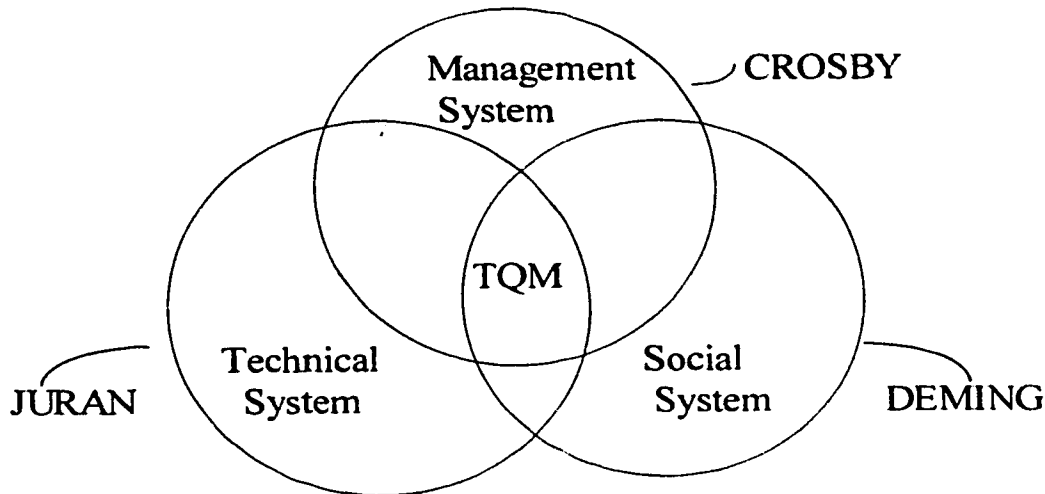 Management
System
CROSBY
TQM
Technical
System
Social
System
JURAN
DEMING